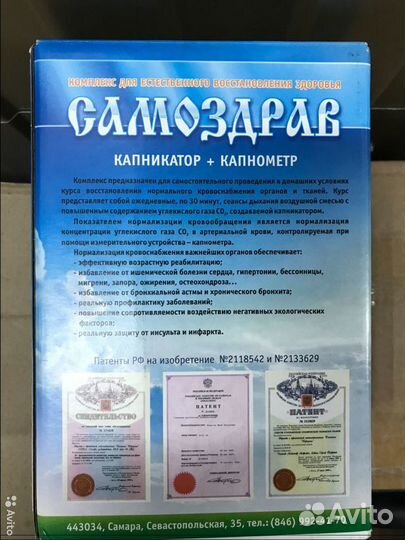 КОМПЛЕКС ДЛЯ ЕСТЕСТВЕННОГО ВОССТАНОВЛЕНИЯ ЗДОРОВЬЯ
САМОЗДРАВ
КАПНИКАТОР + КАПНОМЕТР
Комплекс предназначен для самостоятельного проведения в домашних условиях
курса восстановления нормального кровоснабжения органов и тканей. Курс
представляет собой ежедневные, по 30 минут, сеансы дыхания воздушной смесью с
повышенным содержанием углекислого газа CO₂, создаваемой капникатором.
Показателем нормализации кровообращения является нормализация
концентрации углекислого газа CO₂ в артериальной крови, контролируемая при
помощи измерительного устройства – капнометра.
Нормализация кровоснабжения важнейших органов обеспечивает:
- эффективную возрастную реабилитацию;
- избавление от ишемической болезни сердца, гипертонии, бессонницы,
мигрени, запора, ожирения, остеохондроза...
- избавление от бронхиальной астмы и хронического бронхита;
- реальную профилактику заболеваний;
- повышение сопротивляемости воздействию негативных экологических
факторов;
- реальную защиту от инсульта и инфаркта.
Патенты РФ на изобретение №2118542 и №2133629
СВИДЕТЕЛЬСТВО
ПАТЕНТ
ПАТЕНТ
443034, Самара, Севастопольская, 35, тел.: (846) 992-41-70
Avito
Avito